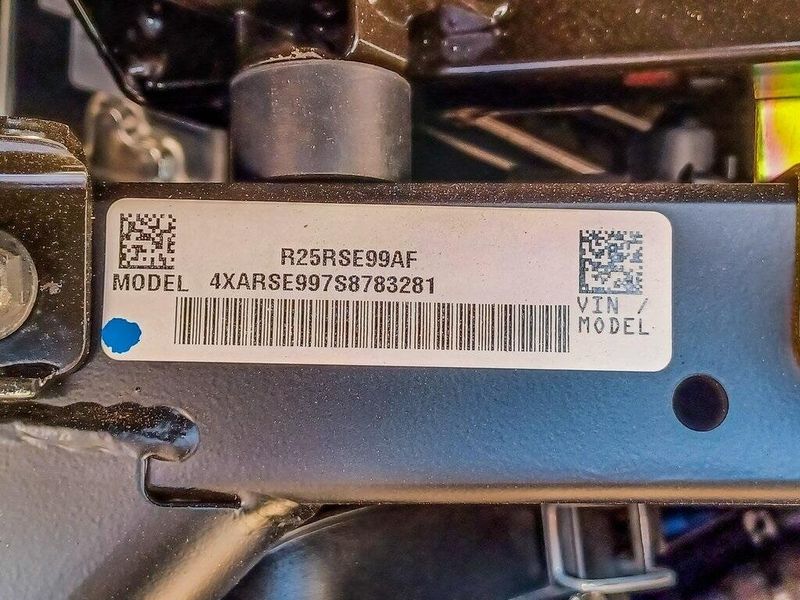 R25RSE99AF
MODEL 4XARSE997S8783281
VIN /
MODEL